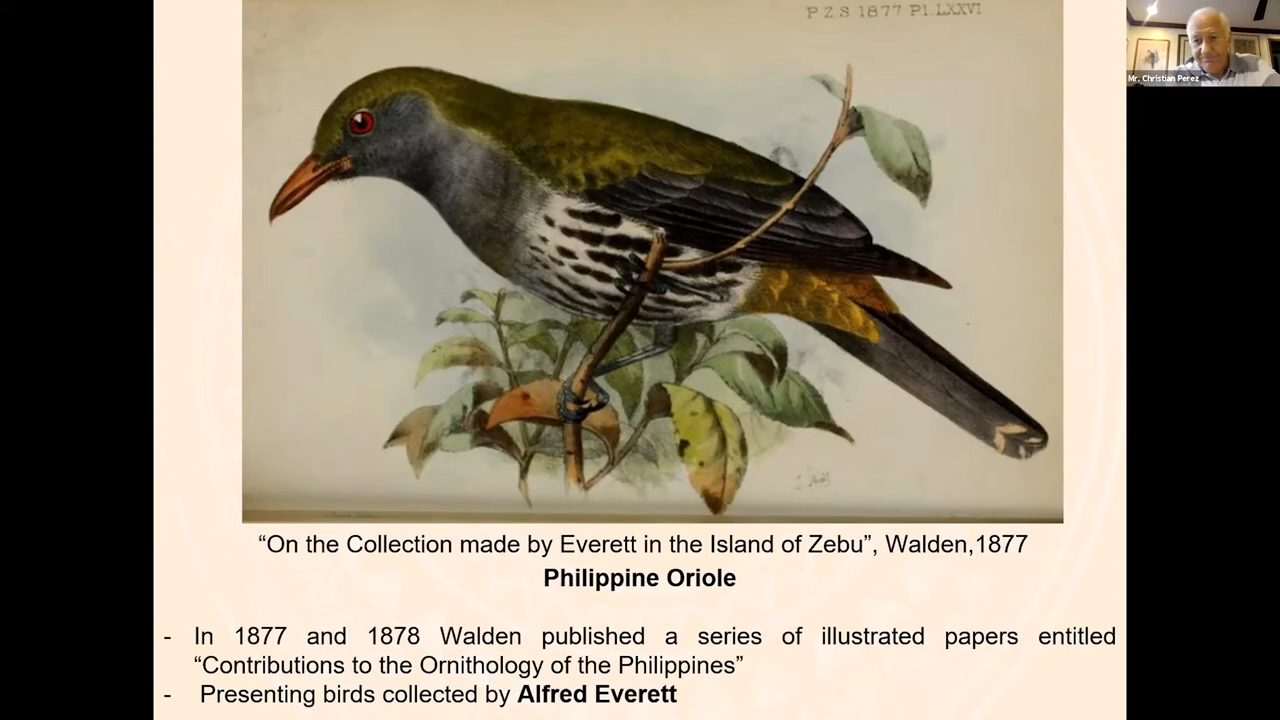 P Z S 1877 Pl. LXXVI
Mr. Christian Perez
“On the Collection made by Everett in the Island of Zebu”, Walden,1877
Philippine Oriole
- In 1877 and 1878 Walden published a series of illustrated papers entitled
“Contributions to the Ornithology of the Philippines”
- Presenting birds collected by Alfred Everett